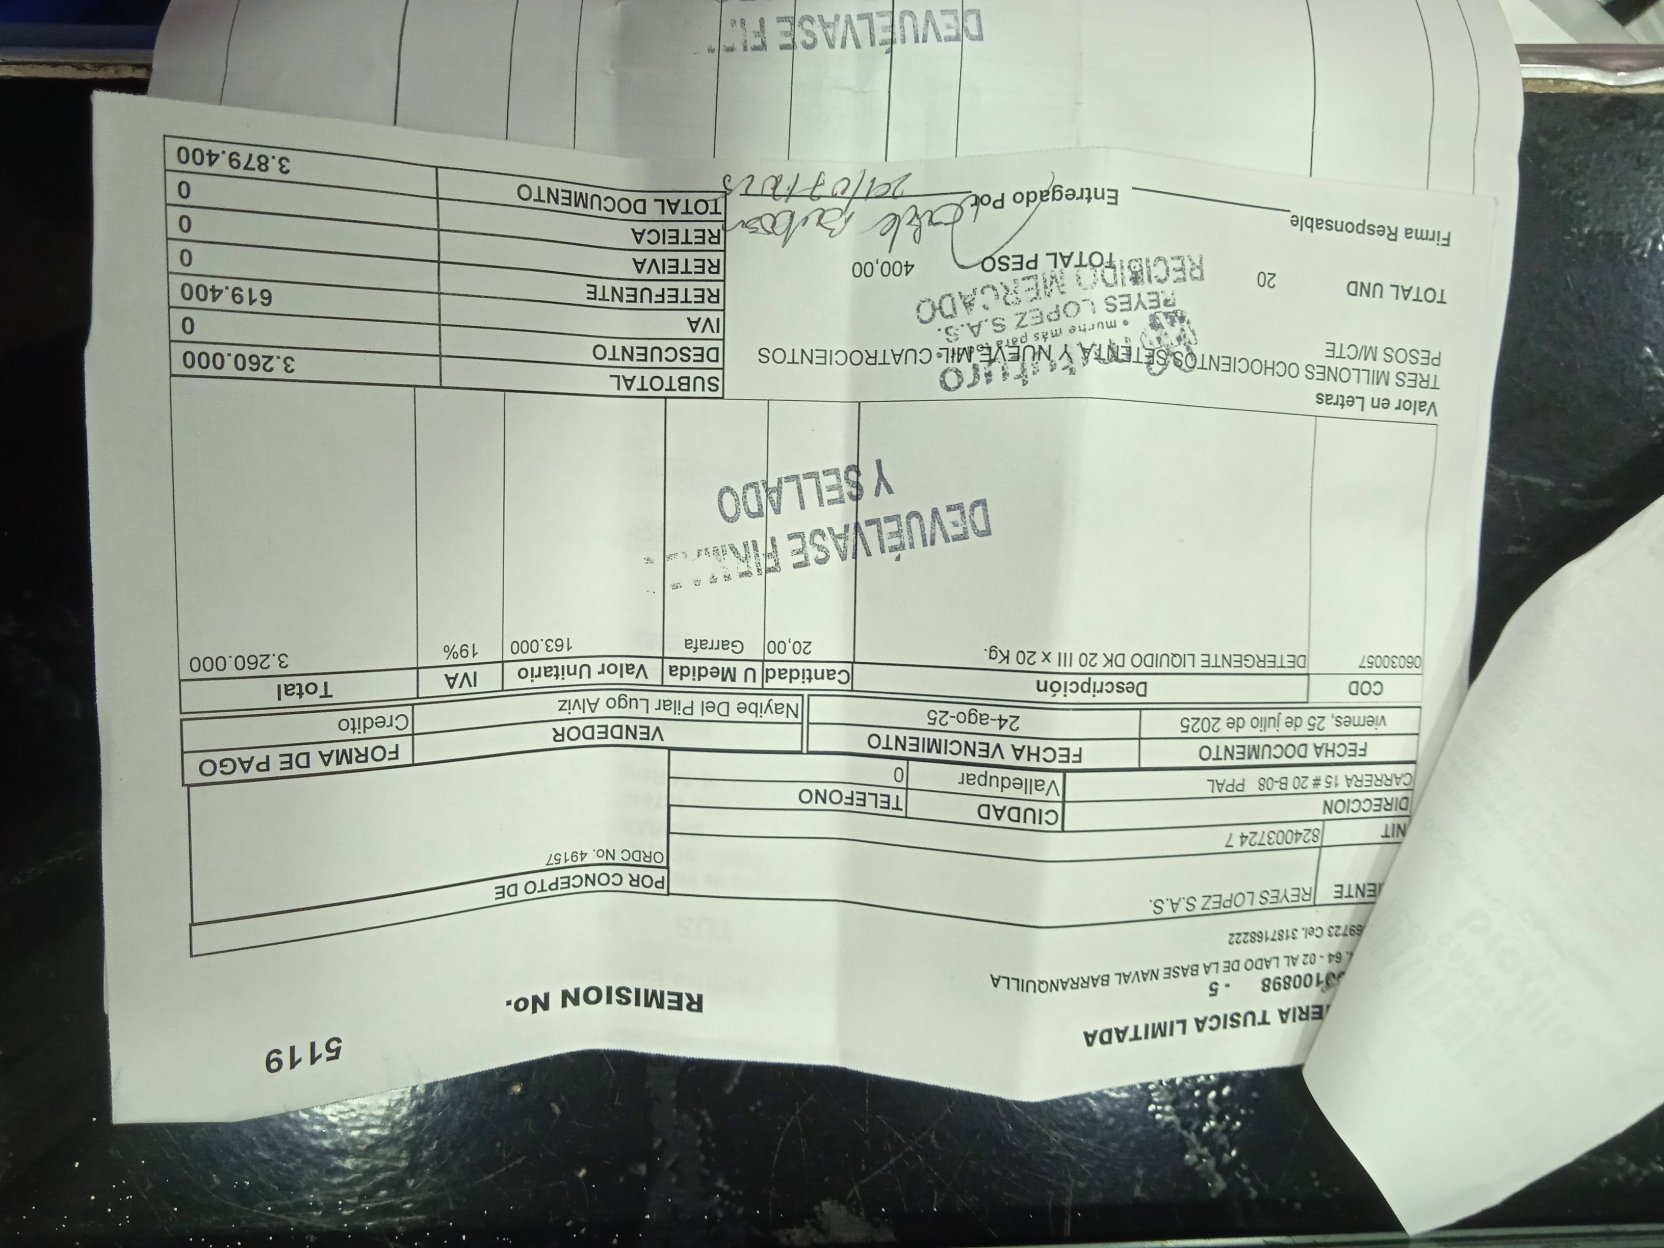 5119
REMISION No.
ERIA TUSICA LIMITADA
00100898 - 5
64 - 02 AL LADO DE LA BASE NAVAL BARRANQUILLA
69723 Cel. 3187168222
IENTE REYES LOPEZ S.A.S.
NIT 824003724 7
POR CONCEPTO DE
ORDC No. 49157
DIRECCION CIUDAD TELEFONO
CARRERA 15 # 20 B-08 PPAL Valledupar 0
FECHA DOCUMENTO FECHA VENCIMIENTO VENDEDOR FORMA DE PAGO
viernes, 25 de julio de 2025 24-ago-25 Nayibe Del Pilar Lugo Alviz Credito
COD Descripción Cantidad U Medida Valor Unitario IVA Total
06030057 DETERGENTE LIQUIDO DK 20 III x 20 Kg. 20,00 Garrafa 163.000 19% 3.260.000
DEVUÉLVASE FIRMA
Y SELLADO
Valor en Letras
TRES MILLONES OCHOCIENTOS SETENTA Y NUEVE MIL CUATROCIENTOS
PESOS M/CTE
REYES LOPEZ S.A.S.
RECIBIDO MERCADO
TOTAL UND 20 TOTAL PESO 400,00
Firma Responsable Entregado Por
SUBTOTAL 3.260.000
DESCUENTO 0
IVA 619.400
RETEFUENTE 0
RETEIVA 0
RETEICA 0
TOTAL DOCUMENTO 3.879.400
DEVUÉLVASE FI